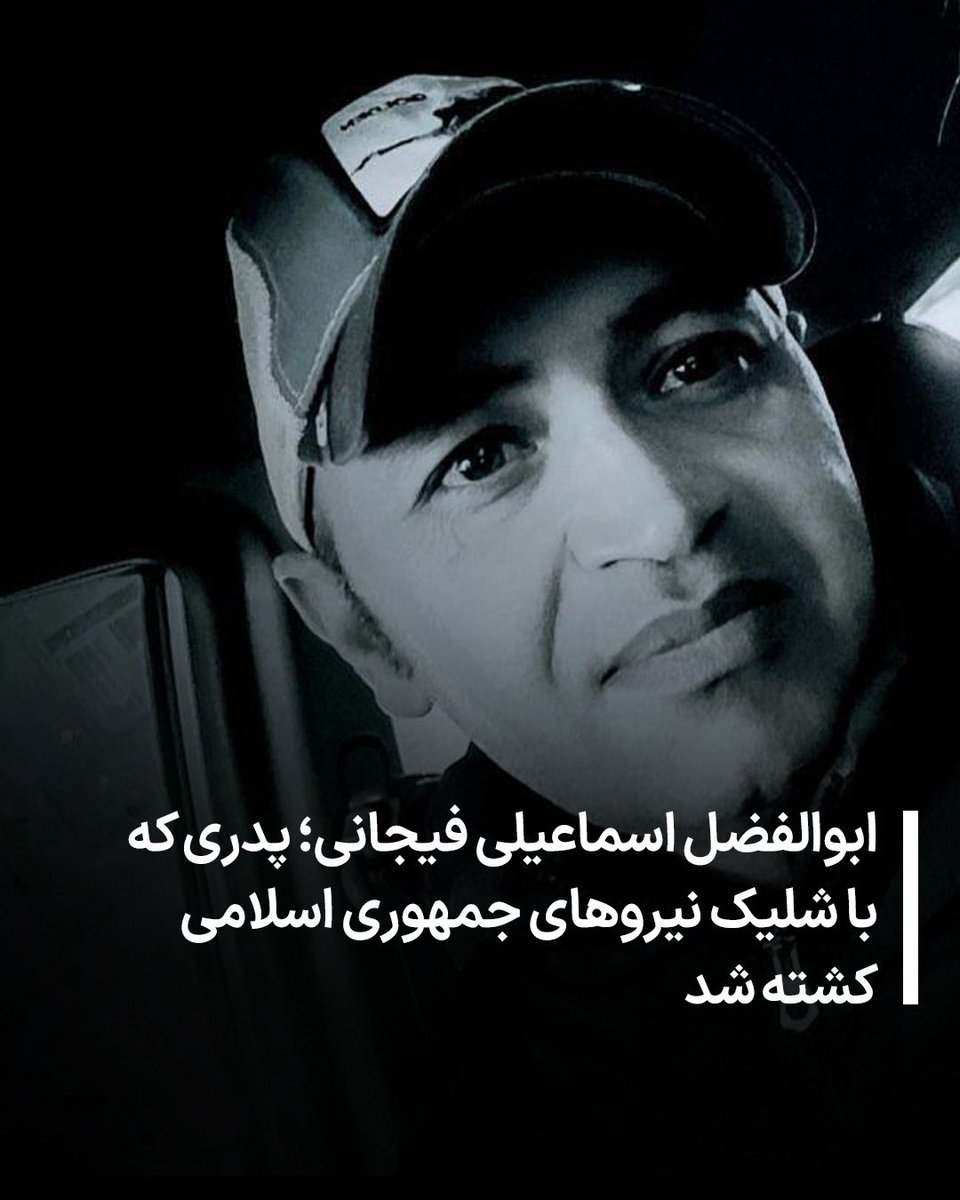 ابوالفضل اسماعیلی فیجانی؛ پدری که
با شلیک نیروهای جمهوری اسلامی
کشته شد